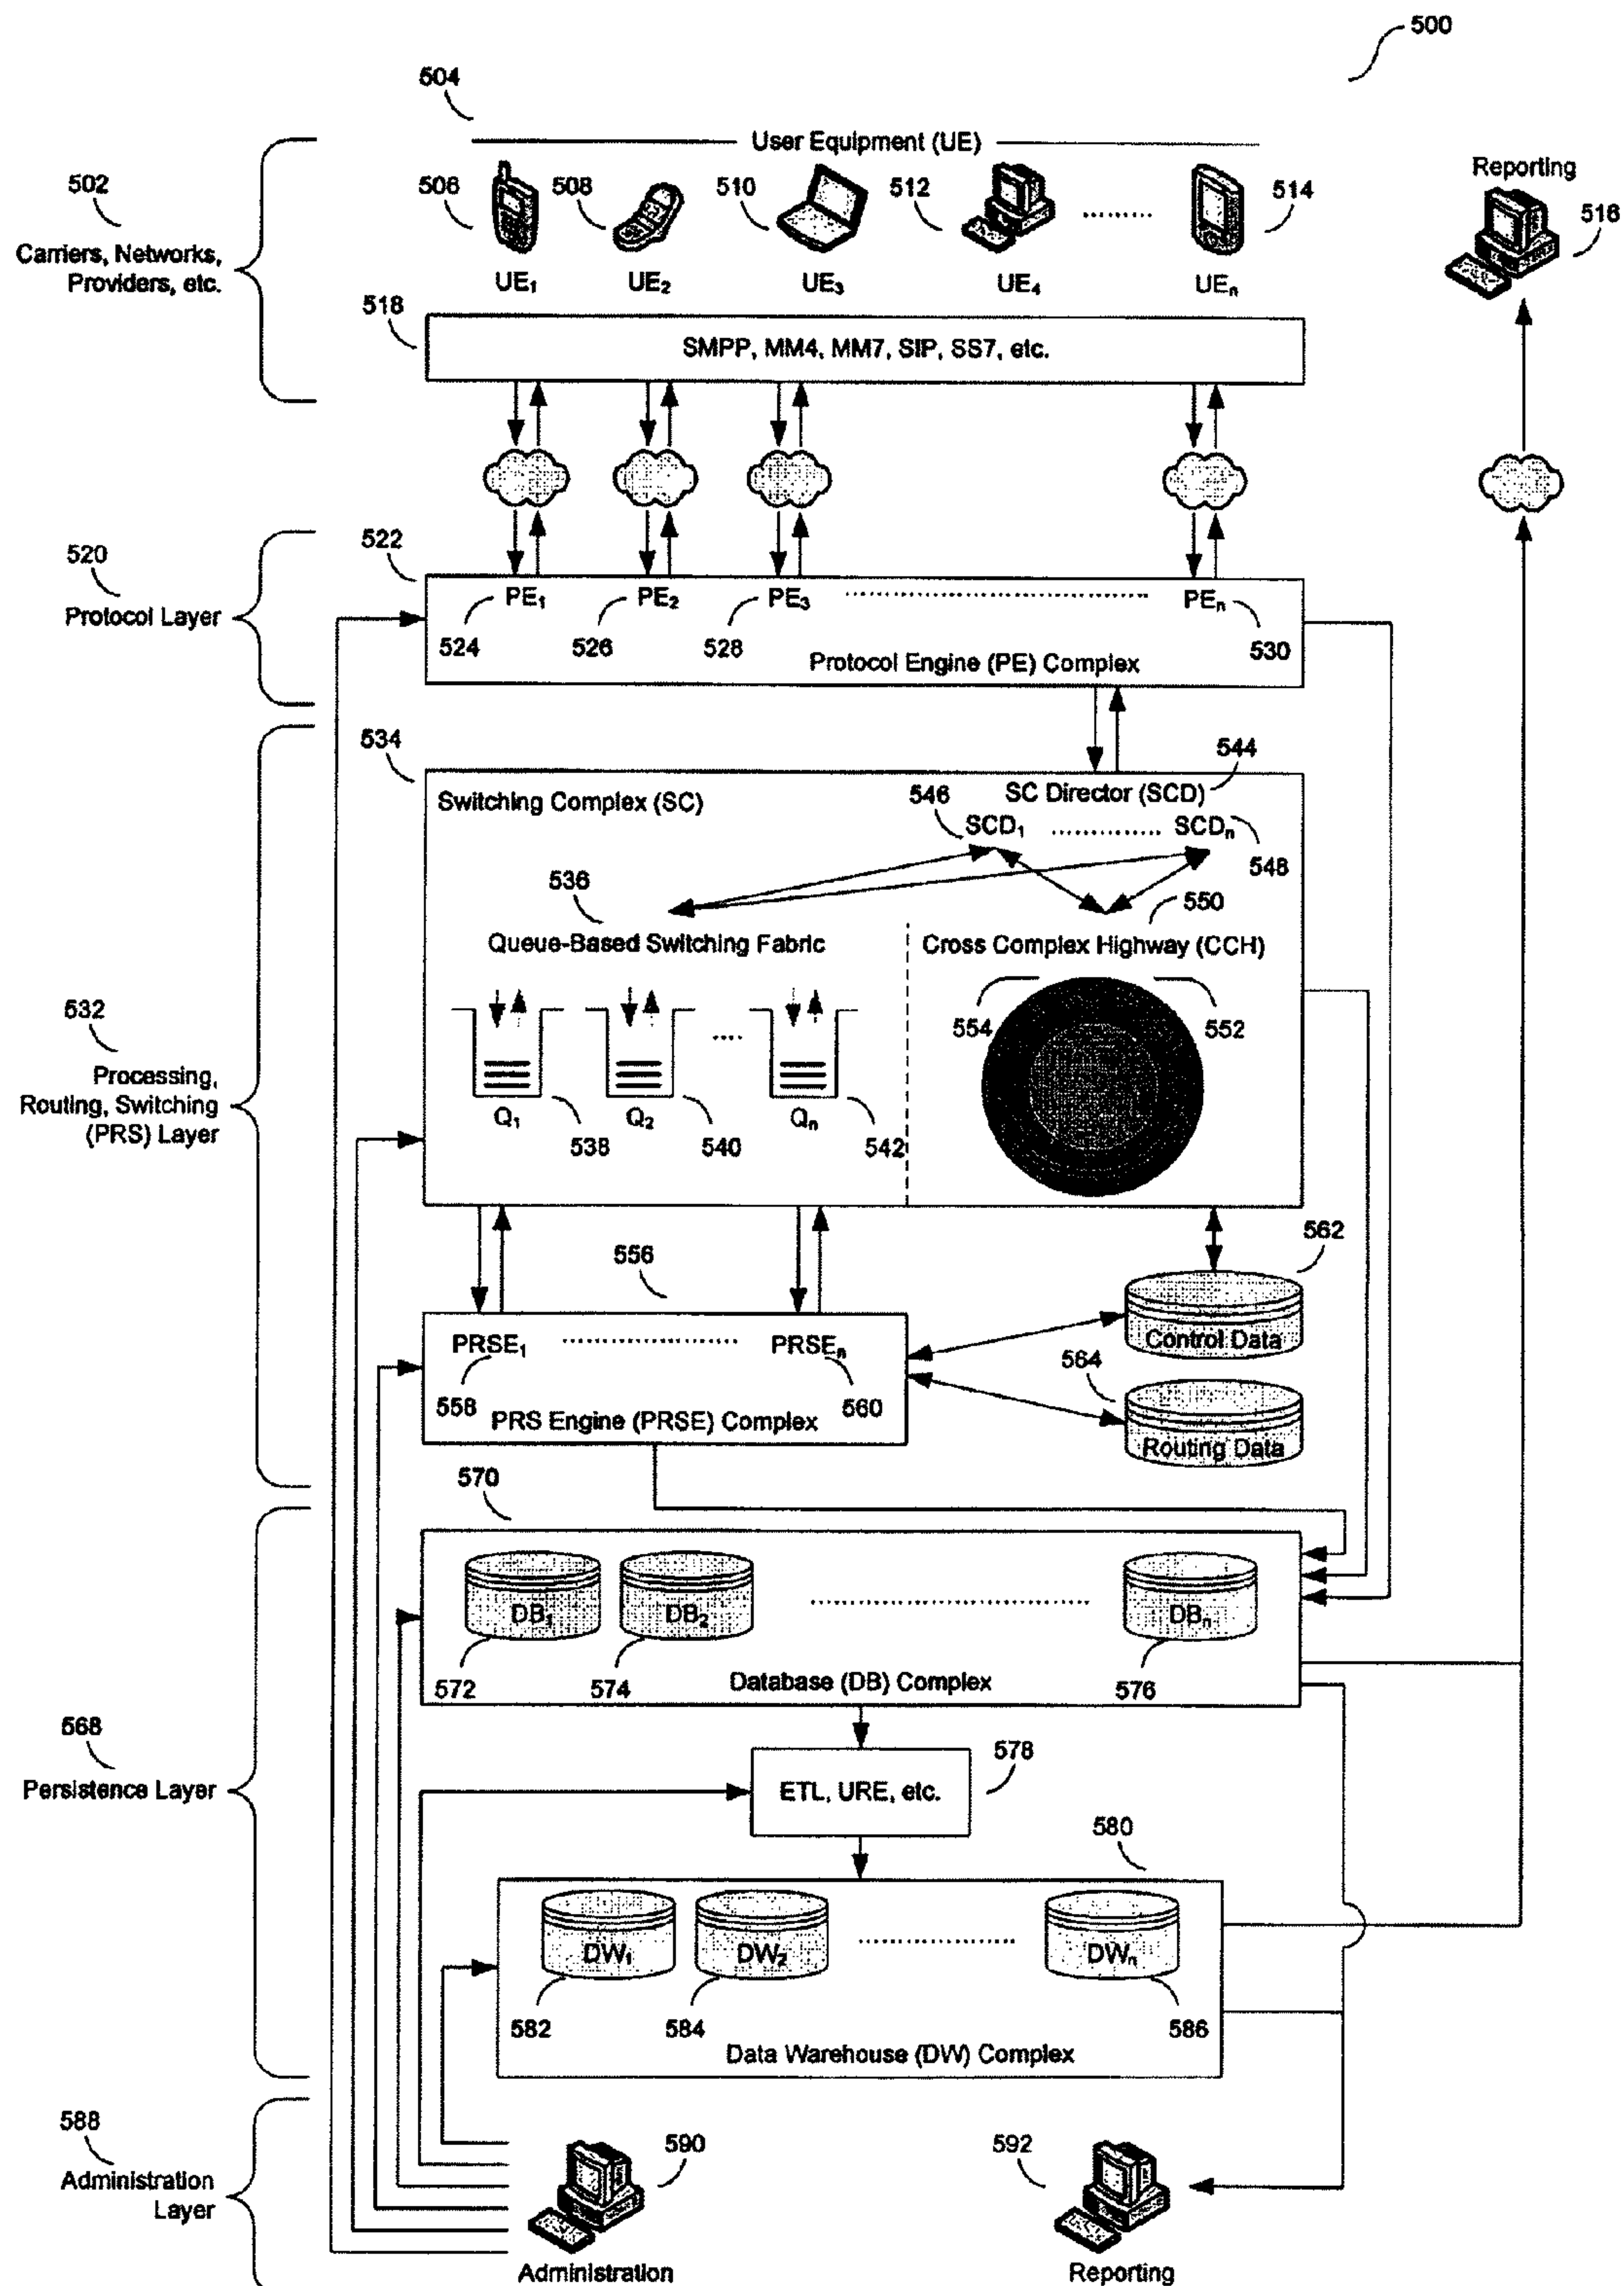 500
504
User Equipment (UE)
502
506
508
510
512
514
Reporting
518
Carriers, Networks,
Providers, etc.
UE1
UE2
UE3
UE4
UEn
518
SMPP, MM4, MM7, SIP, SS7, etc.
520
Protocol Layer
522
PE1
PE2
PE3
PEn
524
526
528
530
Protocol Engine (PE) Complex
534
544
Switching Complex (SC)
546
SC Director (SCD)
SCD1
SCDn
548
536
550
Queue-Based Switching Fabric
Cross Complex Highway (CCH)
532
Processing,
Routing, Switching
(PRS) Layer
554
552
Q1
Q2
Qn
538
540
542
556
562
PRSE1
PRSEn
Control Data
558
560
564
PRS Engine (PRSE) Complex
Routing Data
570
568
Persistence Layer
DB1
DB2
DBn
572
574
576
Database (DB) Complex
578
ETL, URE, etc.
580
DW1
DW2
DWn
582
584
586
Data Warehouse (DW) Complex
588
Administration
Layer
590
592
Administration
Reporting